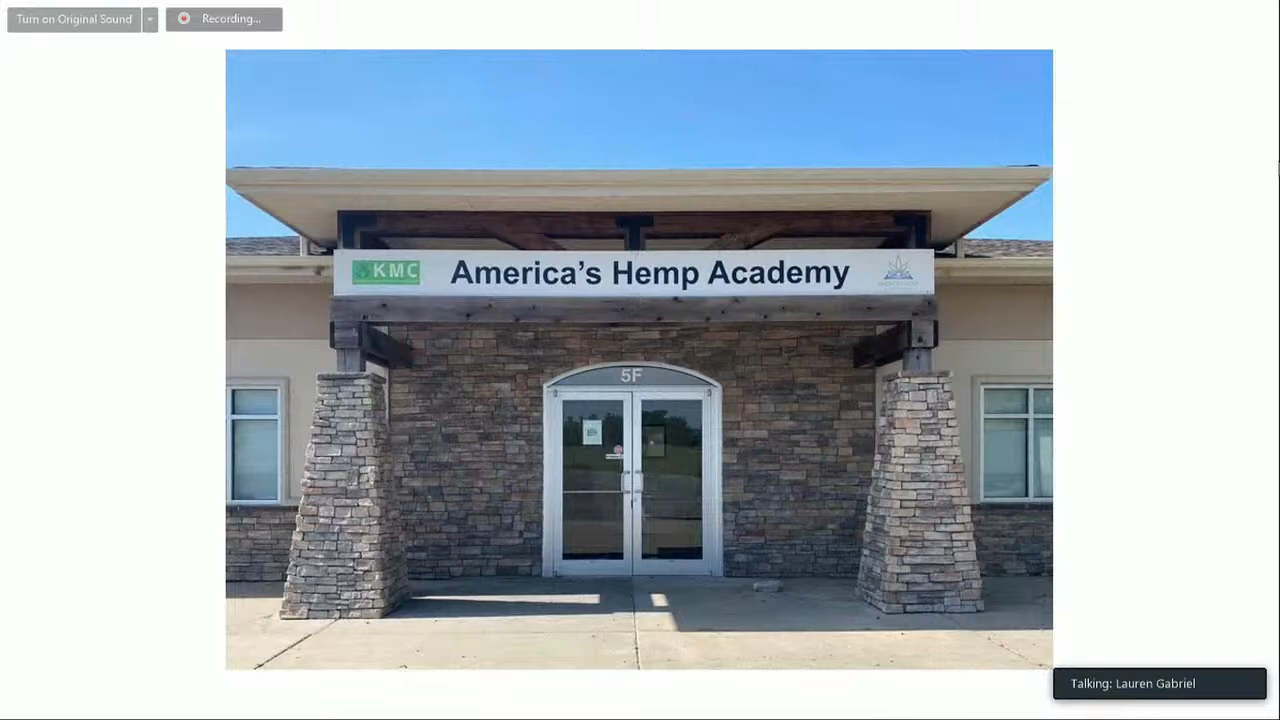 Turn on Original Sound
Recording...
KMC
America's Hemp Academy
5F
Talking: Lauren Gabriel